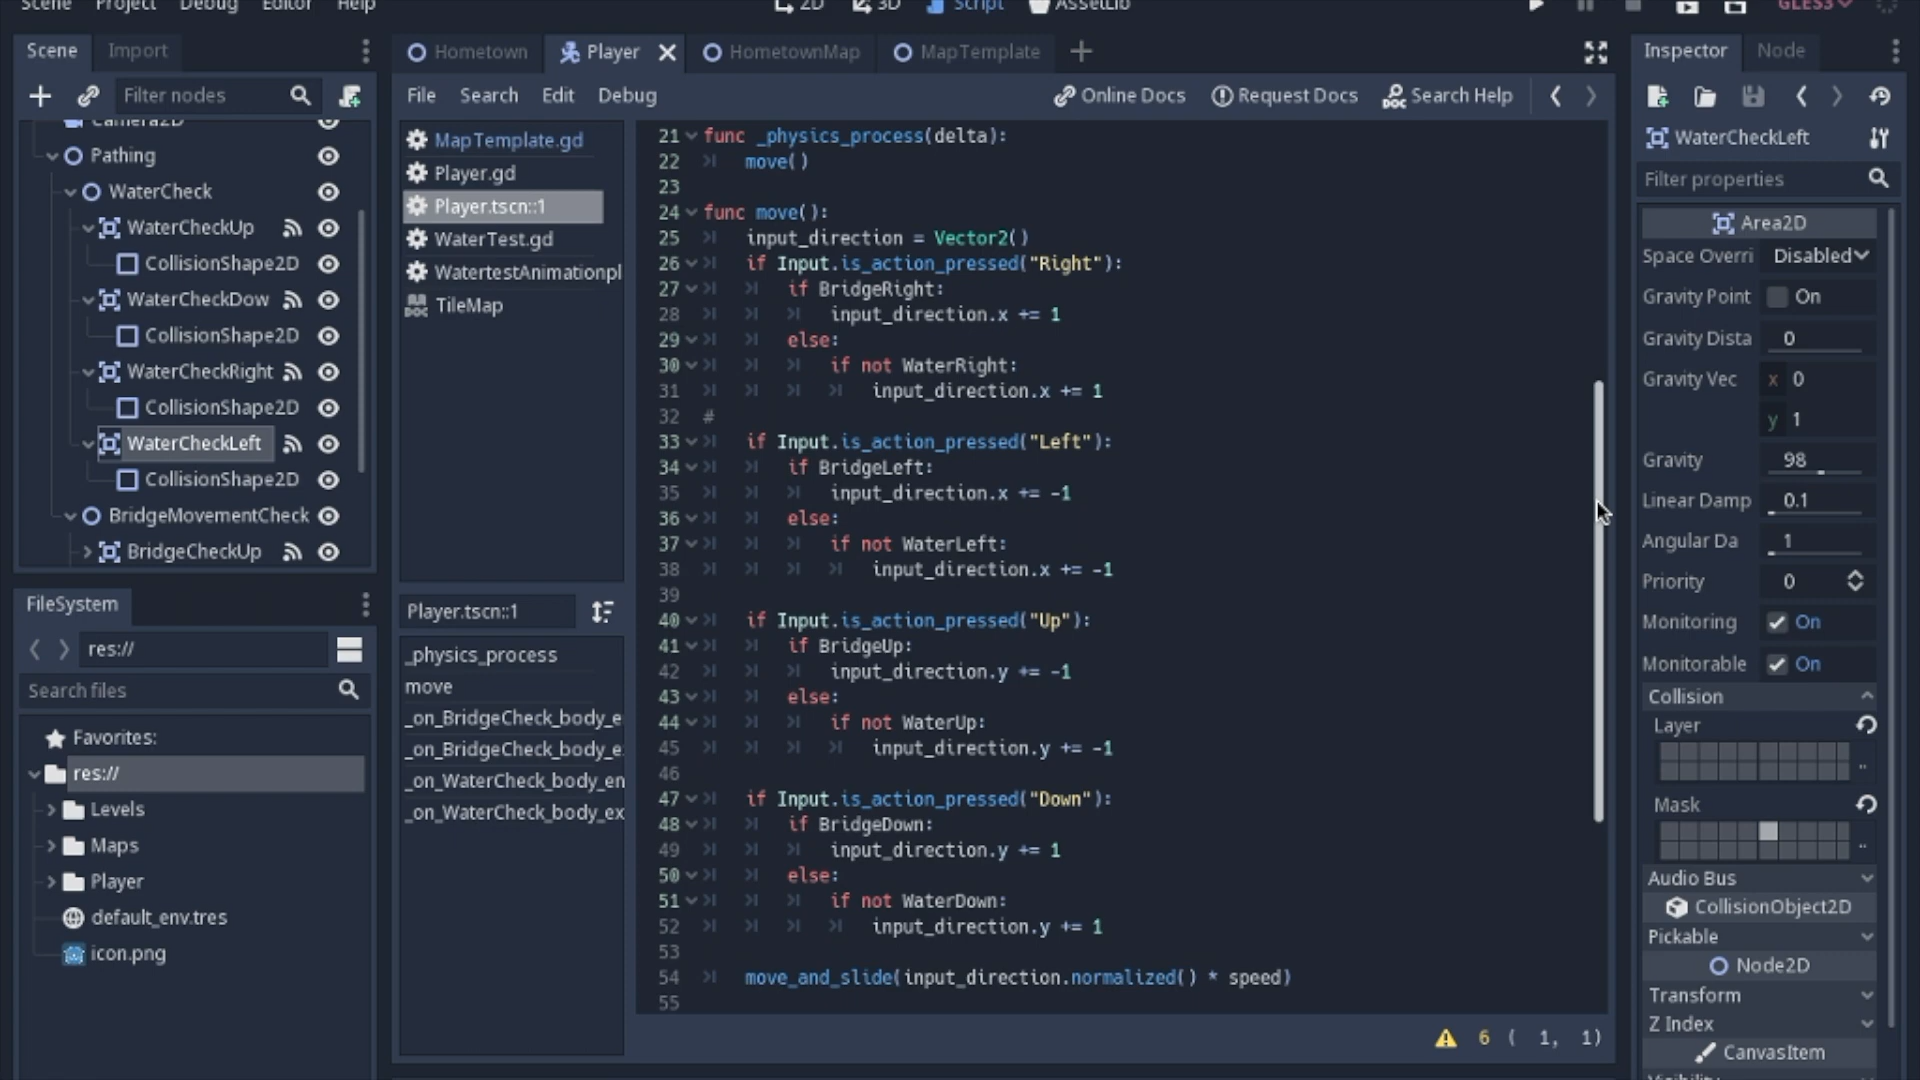 Scene Project Debug Editor Help
2D 3D Script AssetLib
GLES3
Scene Import
Filter nodes
Camera2D
Pathing
WaterCheck
WaterCheckUp
CollisionShape2D
WaterCheckDow
CollisionShape2D
WaterCheckRight
CollisionShape2D
WaterCheckLeft
CollisionShape2D
BridgeMovementCheck
BridgeCheckUp
FileSystem
res://
Search files
Favorites:
res://
Levels
Maps
Player
default_env.tres
icon.png
Hometown Player HometownMap MapTemplate
File Search Edit Debug
Online Docs Request Docs Search Help
MapTemplate.gd
Player.gd
Player.tscn::1
WaterTest.gd
WatertestAnimationpl
TileMap
Player.tscn::1
_physics_process
move
_on_BridgeCheck_body_e
_on_BridgeCheck_body_e
_on_WaterCheck_body_en
_on_WaterCheck_body_ex
21 func _physics_process(delta):
22 move()
23
24 func move():
25 input_direction = Vector2()
26 if Input.is_action_pressed("Right"):
27 if BridgeRight:
28 input_direction.x += 1
29 else:
30 if not WaterRight:
31 input_direction.x += 1
32 #
33 if Input.is_action_pressed("Left"):
34 if BridgeLeft:
35 input_direction.x += -1
36 else:
37 if not WaterLeft:
38 input_direction.x += -1
39
40 if Input.is_action_pressed("Up"):
41 if BridgeUp:
42 input_direction.y += -1
43 else:
44 if not WaterUp:
45 input_direction.y += -1
46
47 if Input.is_action_pressed("Down"):
48 if BridgeDown:
49 input_direction.y += 1
50 else:
51 if not WaterDown:
52 input_direction.y += 1
53
54 move_and_slide(input_direction.normalized() * speed)
55
6 ( 1, 1)
Inspector Node
WaterCheckLeft
Filter properties
Area2D
Space Overri Disabled
Gravity Point On
Gravity Dista 0
Gravity Vec x 0
y 1
Gravity 98
Linear Damp 0.1
Angular Da 1
Priority 0
Monitoring On
Monitorable On
Collision
Layer
Mask
Audio Bus
CollisionObject2D
Pickable
Node2D
Transform
Z Index
CanvasItem